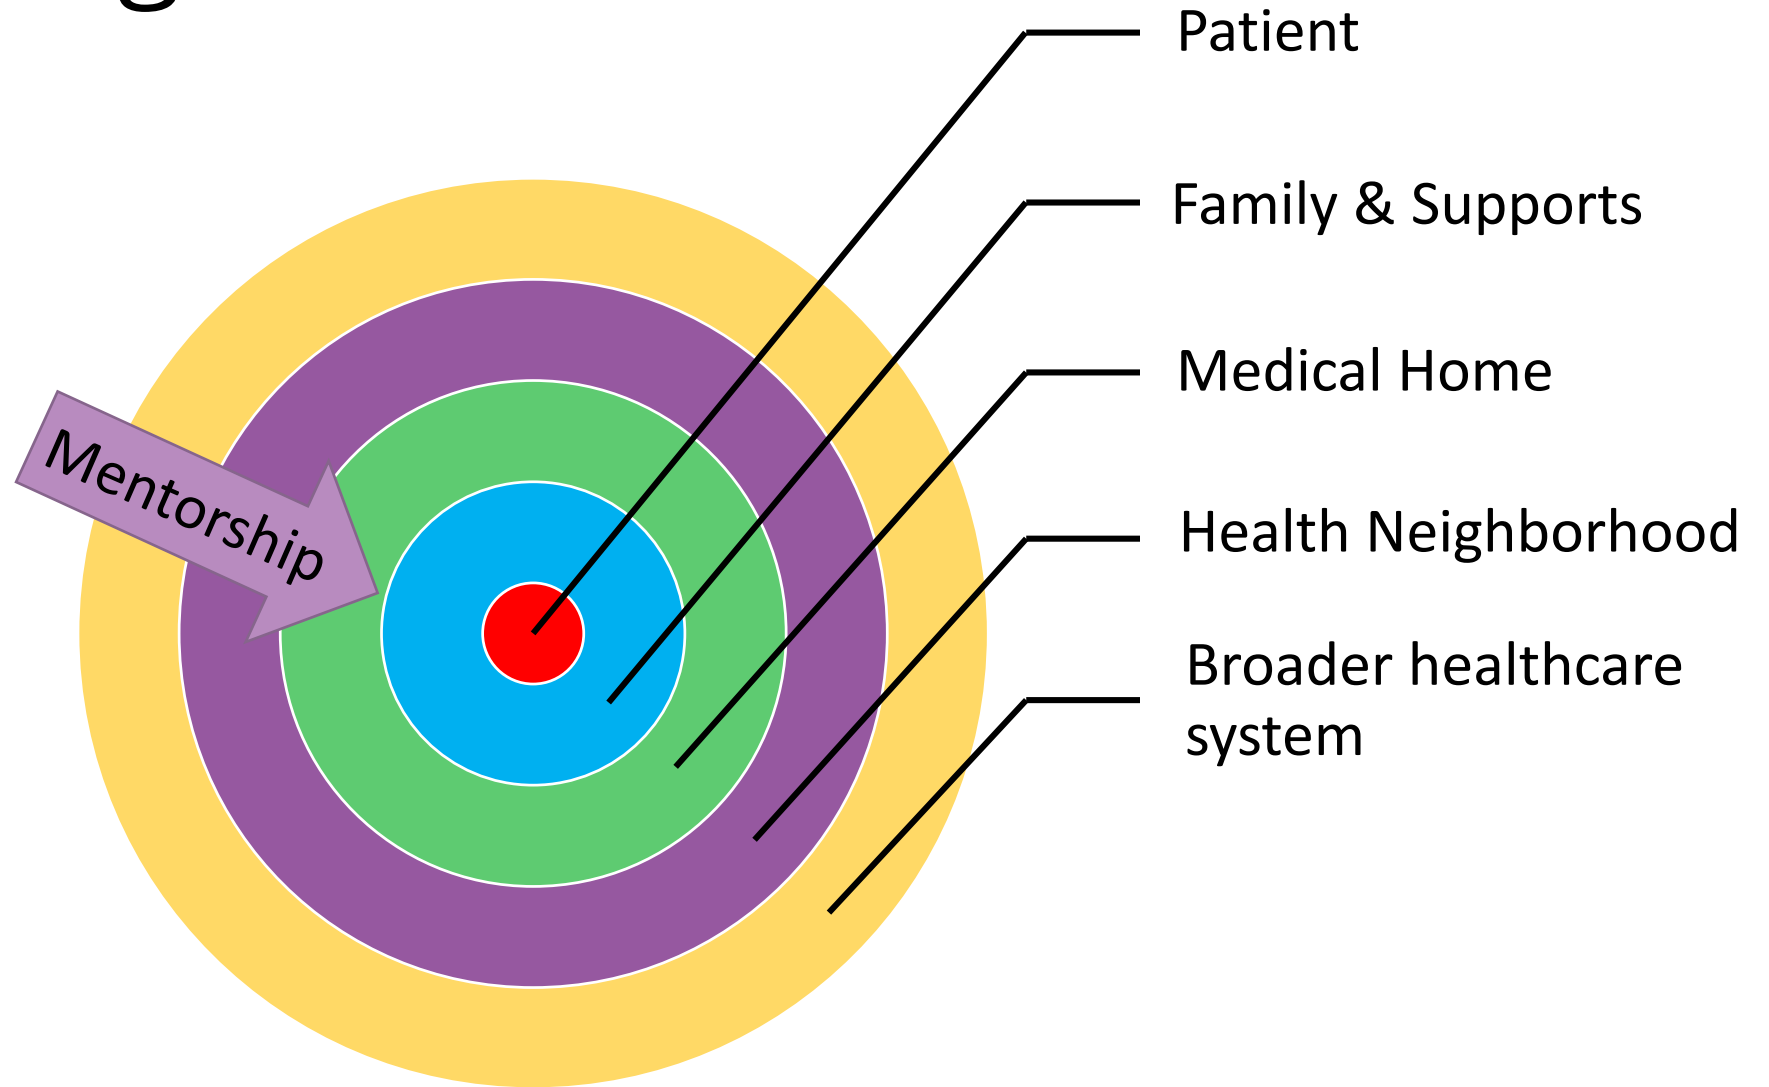 Patient
Family & Supports
Medical Home
Mentorship
Health Neighborhood
Broader healthcare
system